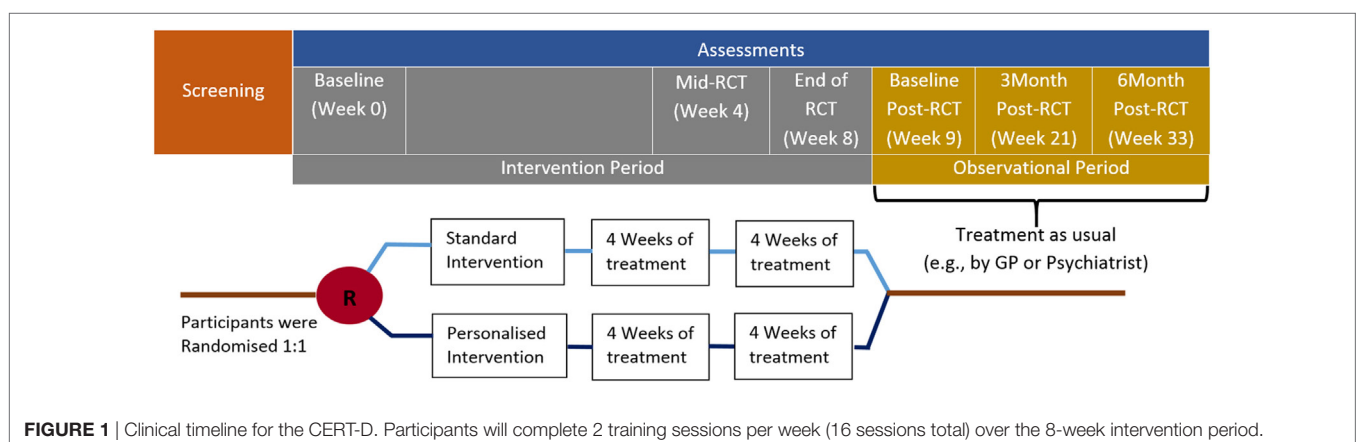 Assessments
Screening
Baseline
(Week 0)
Mid-RCT
(Week 4)
End of
RCT
(Week 8)
Baseline
Post-RCT
(Week 9)
3Month
Post-RCT
(Week 21)
6Month
Post-RCT
(Week 33)
Intervention Period
Observational Period
Standard
Intervention
4 Weeks of
treatment
4 Weeks of
treatment
Treatment as usual
(e.g., by GP or Psychiatrist)
R
Participants were
Randomised 1:1
Personalised
Intervention
4 Weeks of
treatment
4 Weeks of
treatment
FIGURE 1 | Clinical timeline for the CERT-D. Participants will complete 2 training sessions per week (16 sessions total) over the 8-week intervention period.